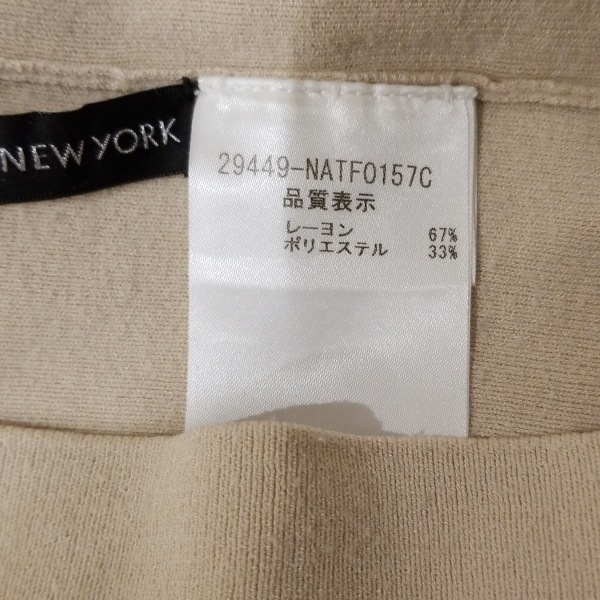 NEW YORK
29449-NATF0157C
品質表示
レーヨン 67%
ポリエステル 33%